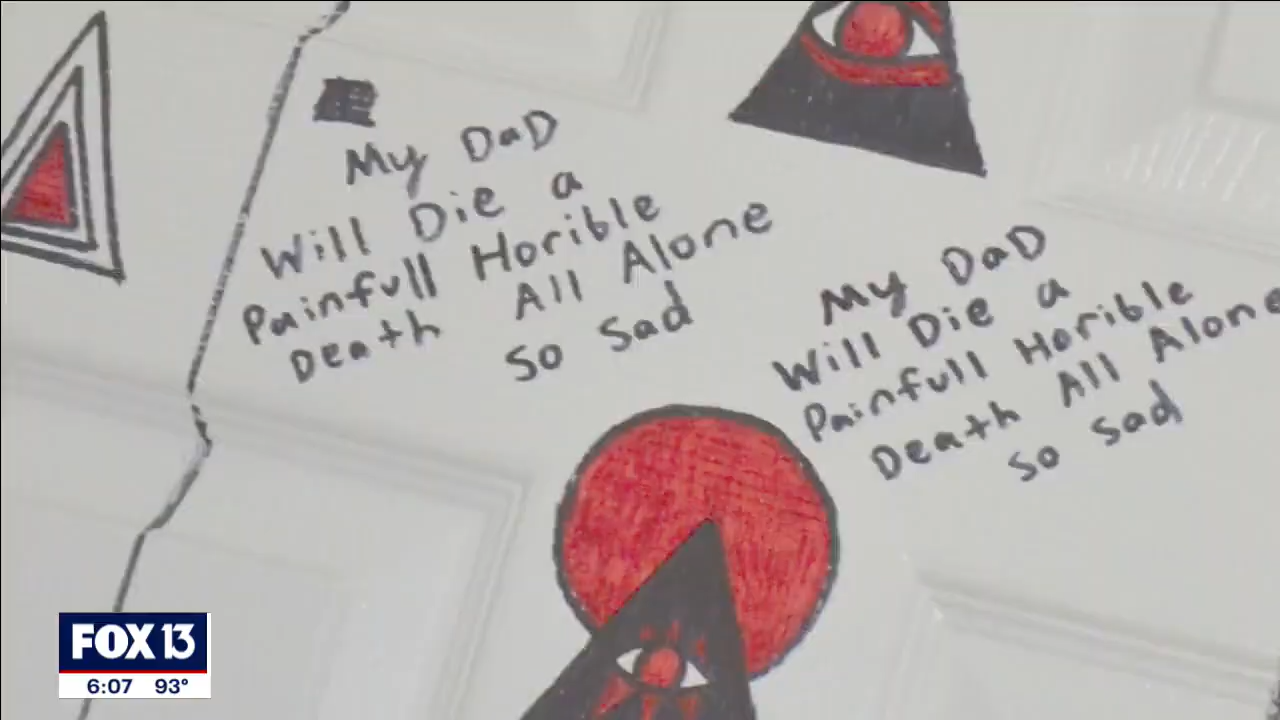 My DaD
Will Die a
Painfull Horible
Death All Alone
So Sad
My DaD
Will Die a
Painfull Horible
Death All Alone
So Sad
FOX 13
6:07 93°